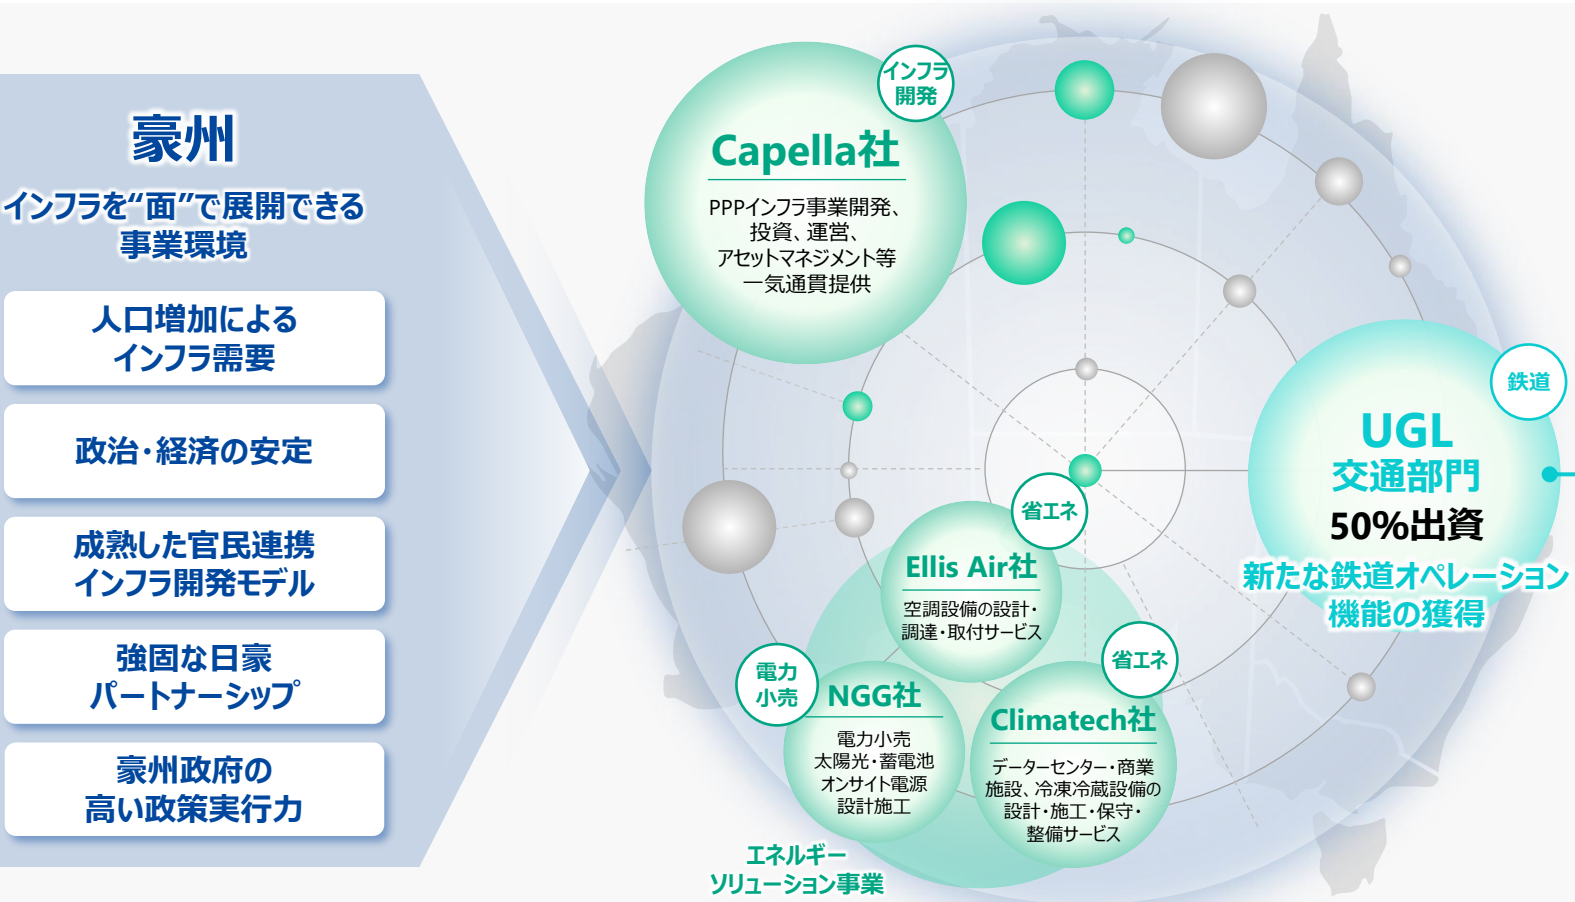 豪州
インフラを“面”で展開できる
事業環境
人口増加による
インフラ需要
政治・経済の安定
成熟した官民連携
インフラ開発モデル
強固な日豪
パートナーシップ
豪州政府の
高い政策実行力
インフラ
開発
Capella社
PPPインフラ事業開発、
投資、運営、
アセットマネジメント等
一気通貫提供
鉄道
UGL
交通部門
50%出資
新たな鉄道オペレーション
機能の獲得
省エネ
Ellis Air社
空調設備の設計・
調達・取付サービス
電力
小売
NGG社
電力小売
太陽光・蓄電池
オンサイト電源
設計施工
省エネ
Climatech社
データーセンター・商業
施設、冷凍冷蔵設備の
設計・施工・保守・
整備サービス
エネルギー
ソリューション事業